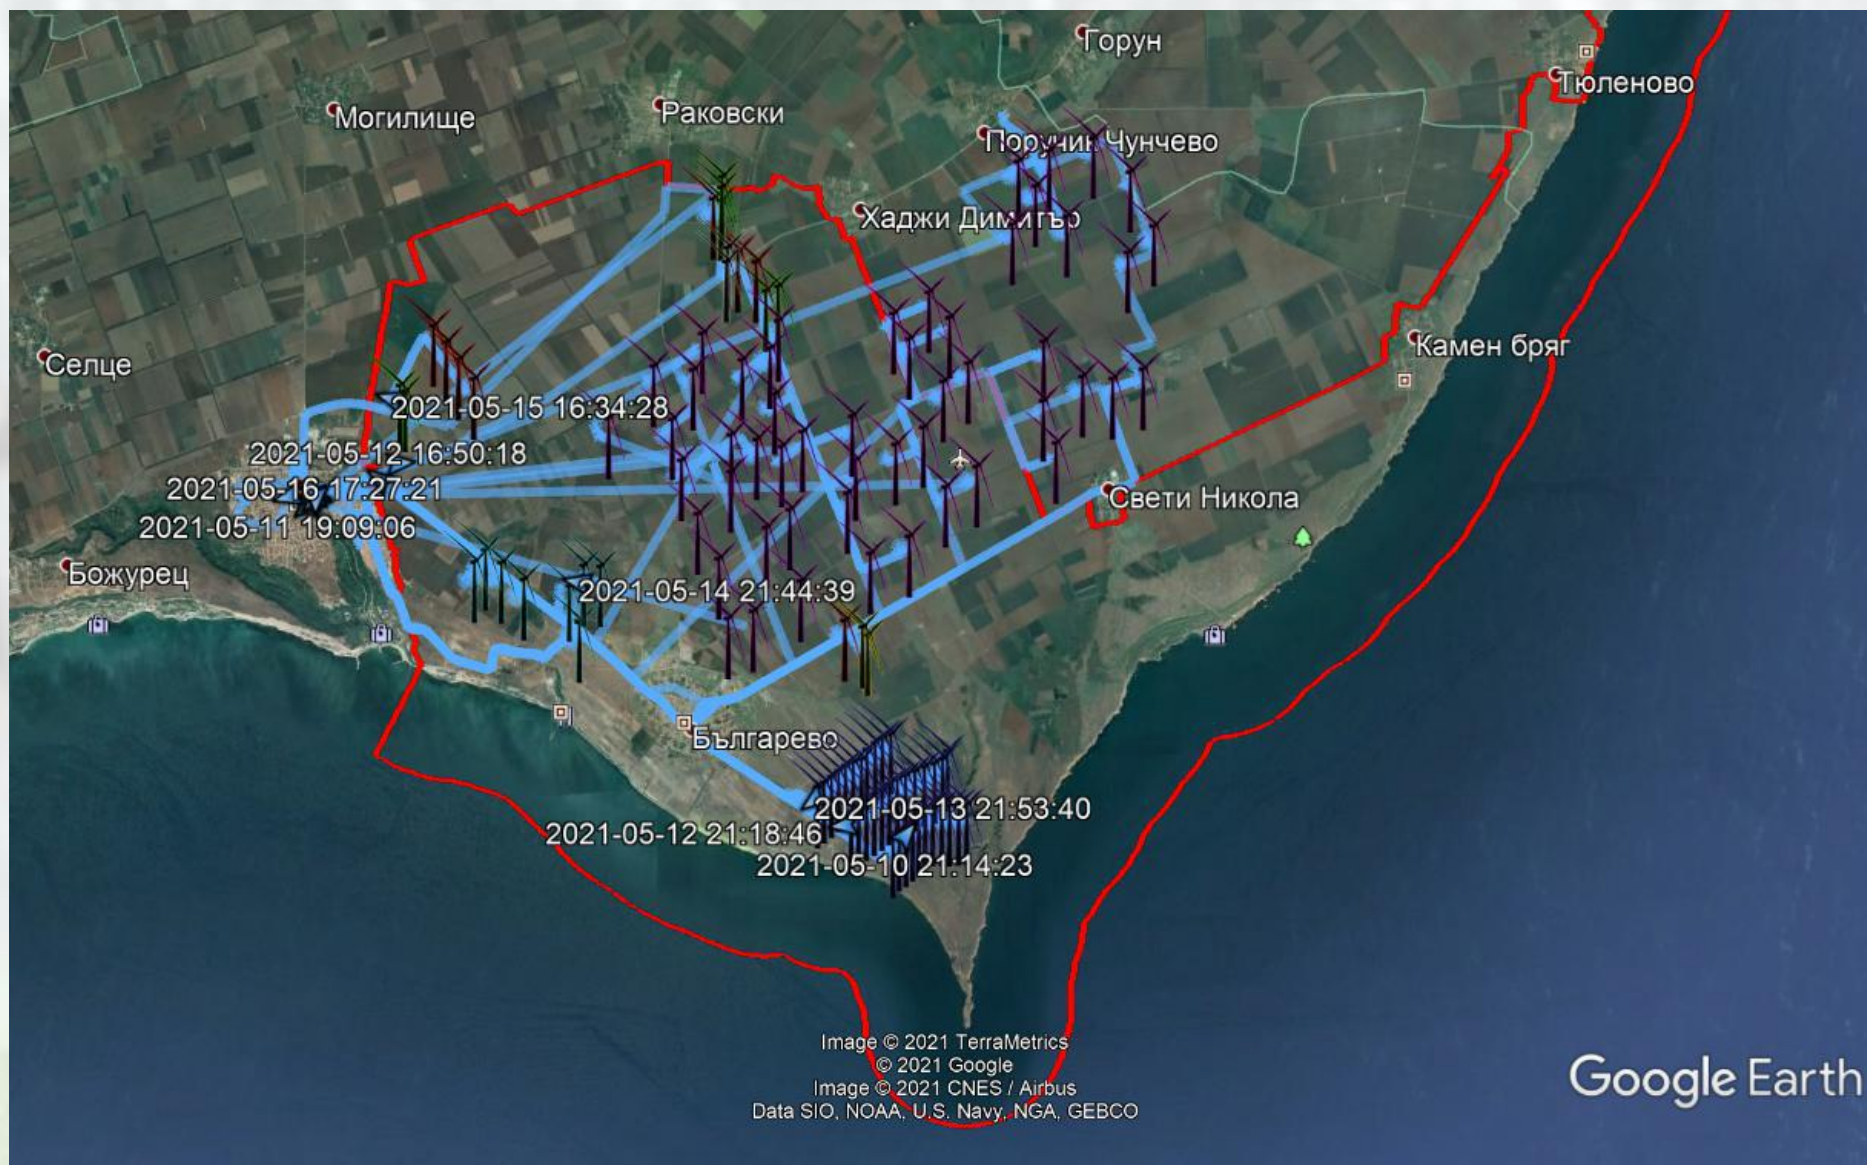 Горун
Тюленово
Могилище
Раковски
Поручик Чунчево
Хаджи Димитър
Камен бряг
Селце
2021-05-15 16:34:28
2021-05-12 16:50:18
2021-05-16 17:27:21
Свети Никола
2021-05-11 19:09:06
Божурец
2021-05-14 21:44:39
Българево
2021-05-13 21:53:40
2021-05-12 21:18:46
2021-05-10 21:14:23
Image © 2021 TerraMetrics
© 2021 Google
Image © 2021 CNES / Airbus
Data SIO, NOAA, U.S. Navy, NGA, GEBCO
Google Earth